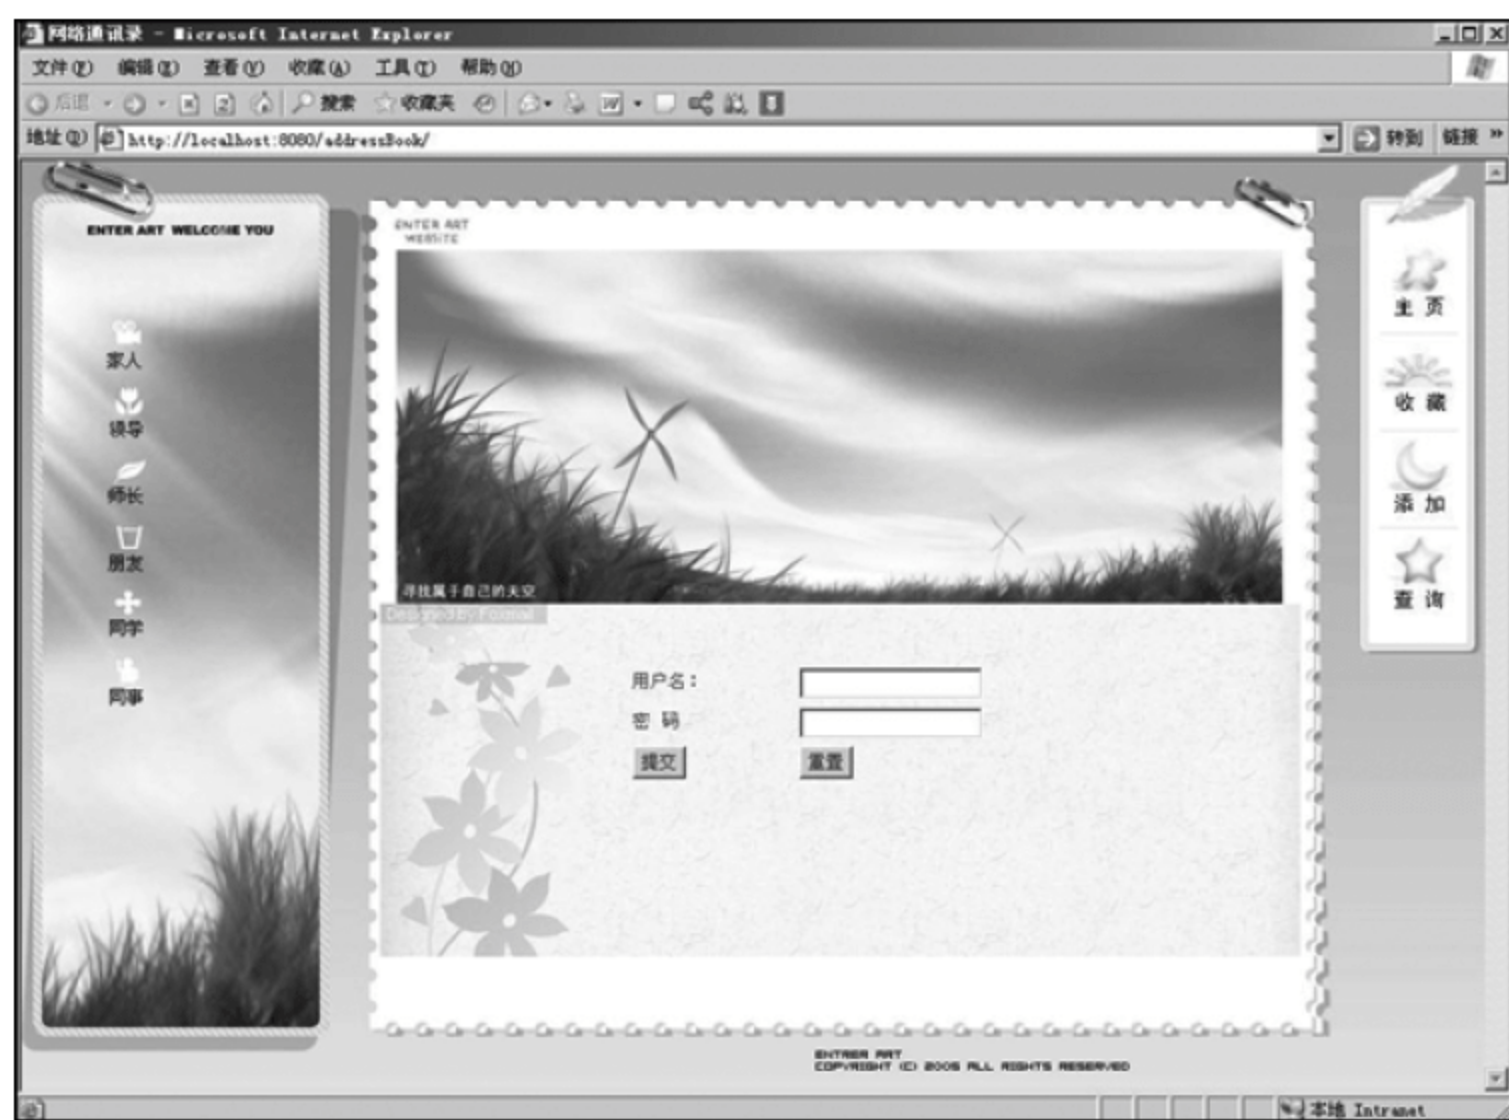 网络通讯录 - Microsoft Internet Explorer
文件(F) 编辑(E) 查看(V) 收藏(A) 工具(T) 帮助(H)
后退 搜索 收藏夹
地址(D) http://localhost:8080/addressBook/ 转到 链接 »
ENTER ART WELCOME YOU
家人
领导
师长
朋友
同学
同事
ENTER ART
WEBSITE
寻找属于自己的天空
Designed by
用户名:
密 码
提交 重置
主 页
收 藏
添 加
查 询
ENTRER ART
COPYRIGHT (C) 2005 ALL RIGHTS RESERVED
本地 Intranet